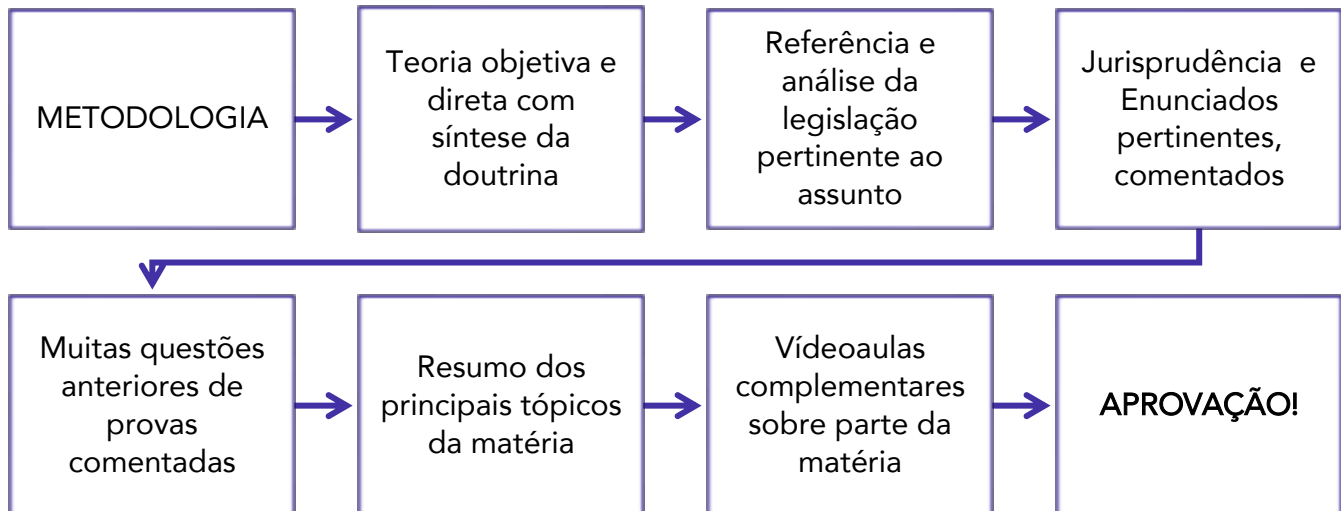 METODOLOGIA
Teoria objetiva e
direta com
síntese da
doutrina
Referência e
análise da
legislação
pertinente ao
assunto
Jurisprudência e
Enunciados
pertinentes,
comentados
Muitas questões
anteriores de
provas
comentadas
Resumo dos
principais tópicos
da matéria
Vídeoaulas
complementares
sobre parte da
matéria
APROVAÇÃO!